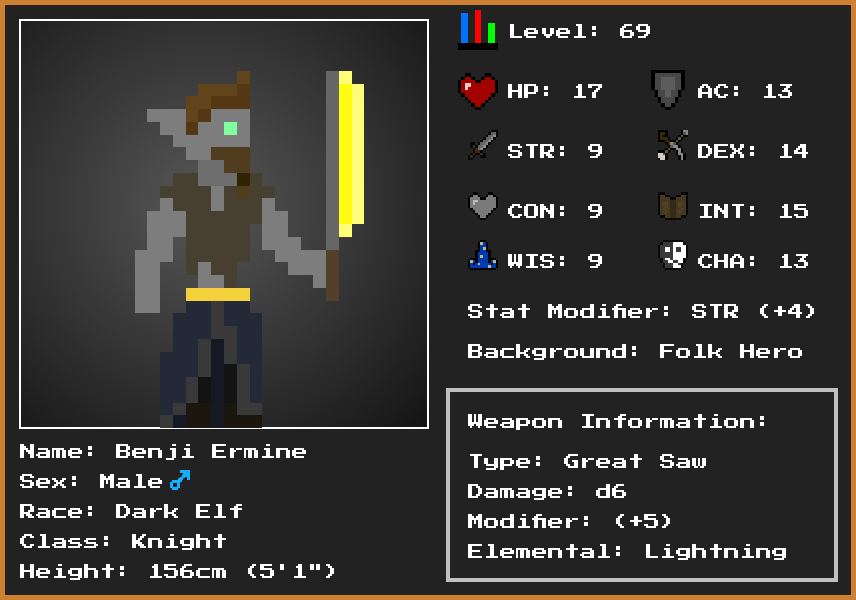 Level: 69
HP: 17
AC: 13
STR: 9
DEX: 14
CON: 9
INT: 15
WIS: 9
CHA: 13
Stat Modifier: STR (+4)
Background: Folk Hero
Weapon Information:
Type: Great Saw
Damage: d6
Modifier: (+5)
Elemental: Lightning
Name: Benji Ermine
Sex: Male♂
Race: Dark Elf
Class: Knight
Height: 156cm (5'1")